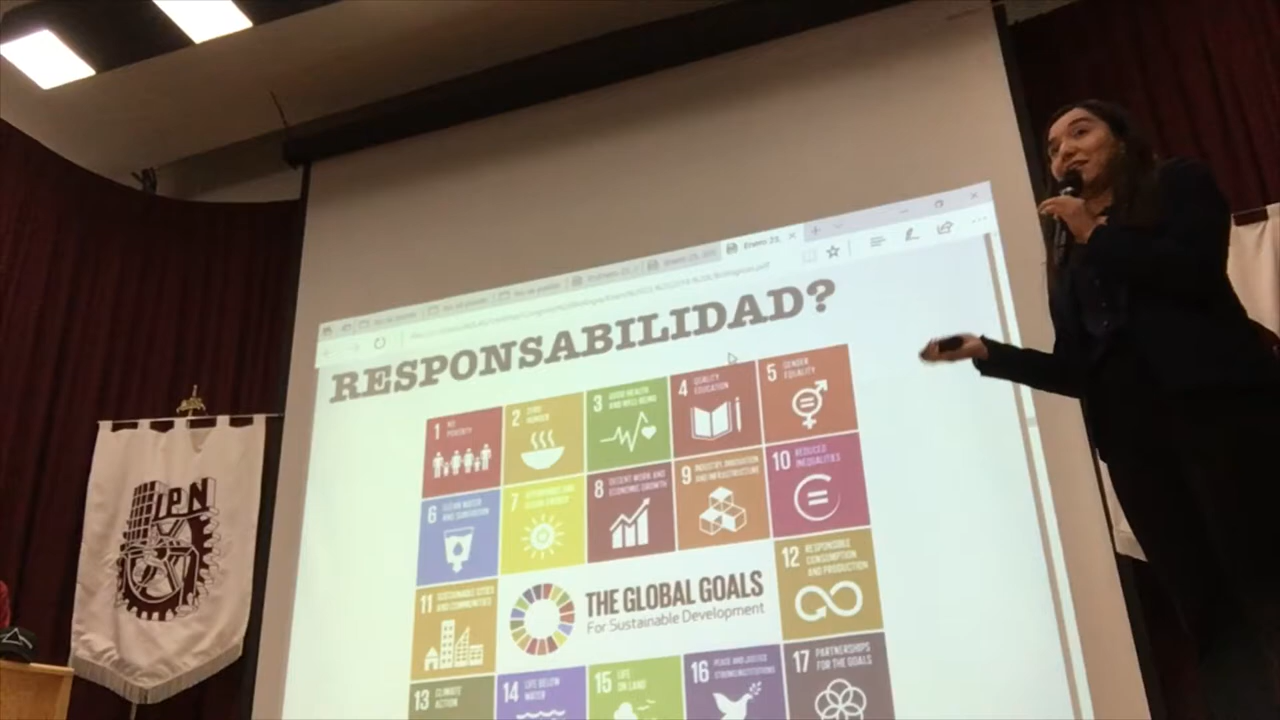 Enero 23,
RESPONSABILIDAD?
1 NO
POVERTY
2 ZERO
HUNGER
3 GOOD HEALTH
AND WELL-BEING
4 QUALITY
EDUCATION
5 GENDER
EQUALITY
6 CLEAN WATER
AND SANITATION
7 AFFORDABLE AND
CLEAN ENERGY
8 DECENT WORK AND
ECONOMIC GROWTH
9 INDUSTRY, INNOVATION
AND INFRASTRUCTURE
10 REDUCED
INEQUALITIES
11 SUSTAINABLE CITIES
AND COMMUNITIES
THE GLOBAL GOALS
For Sustainable Development
12 RESPONSIBLE
CONSUMPTION
AND PRODUCTION
13 CLIMATE
ACTION
14 LIFE BELOW
WATER
15 LIFE
ON LAND
16 PEACE AND JUSTICE
STRONG INSTITUTIONS
17 PARTNERSHIPS
FOR THE GOALS
IPN